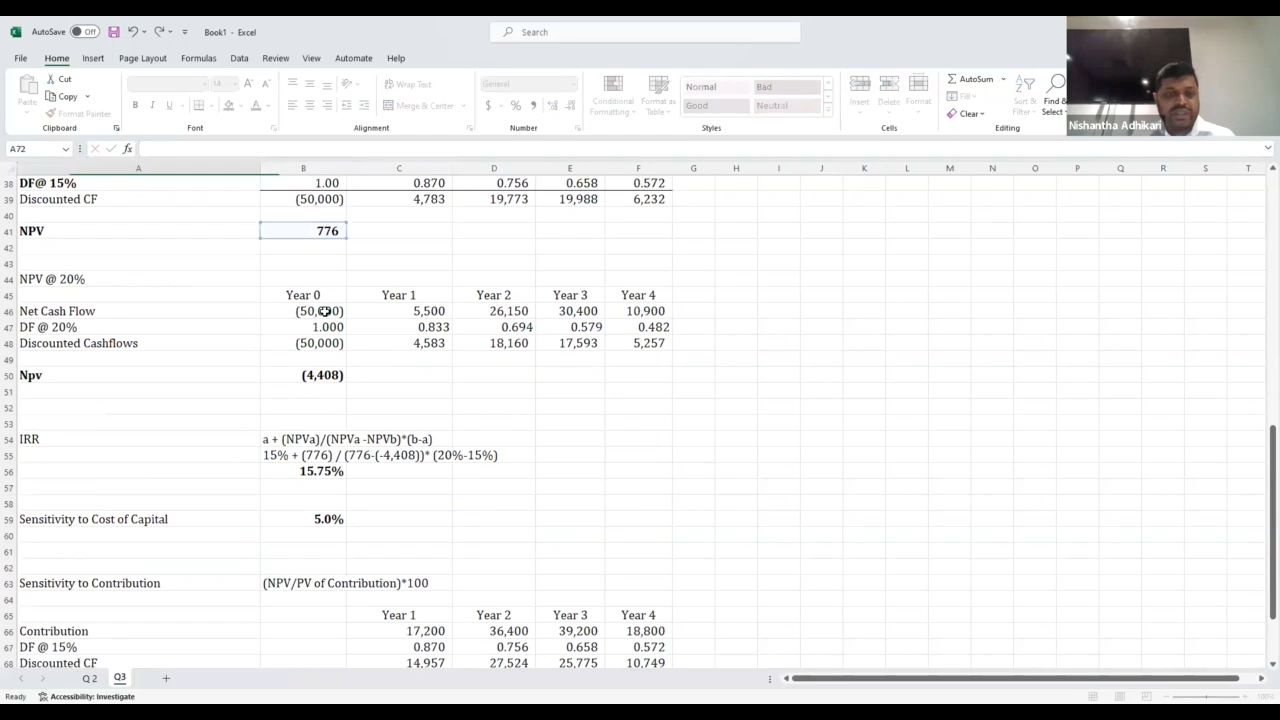 AutoSave Off Book1 - Excel Search
File Home Insert Page Layout Formulas Data Review View Automate Help
Cut
Copy
Format Painter
Paste
14
Wrap Text
Merge & Center
General
Conditional Formatting
Format as Table
Normal Bad
Good Neutral
Insert Delete Format
AutoSum
Fill
Clear
Sort &
Filter
Find &
Select
Clipboard Font Alignment Number Styles Cells Editing
Nishantha Adhikari
A72 fx
A B C D E F G H I J K L M N O P Q R S T
38 DF@ 15% 1.00 0.870 0.756 0.658 0.572
39 Discounted CF (50,000) 4,783 19,773 19,988 6,232
40
41 NPV 776
42
43
44 NPV @ 20%
45 Year 0 Year 1 Year 2 Year 3 Year 4
46 Net Cash Flow 5,500 26,150 30,400 10,900
47 DF @ 20% 1.000 0.833 0.694 0.579 0.482
48 Discounted Cashflows (50,000) 4,583 18,160 17,593 5,257
49
50 Npv (4,408)
51
52
53
54 IRR a + (NPVa)/(NPVa -NPVb)*(b-a)
55 15% + (776) / (776-(-4,408))* (20%-15%)
56 15.75%
57
58
59 Sensitivity to Cost of Capital 5.0%
60
61
62
63 Sensitivity to Contribution (NPV/PV of Contribution)*100
64
65 Year 1 Year 2 Year 3 Year 4
66 Contribution 17,200 36,400 39,200 18,800
67 DF @ 15% 0.870 0.756 0.658 0.572
68 Discounted CF 14,957 27,524 25,775 10,749
Q 2 Q3
Ready Accessibility: Investigate 100%